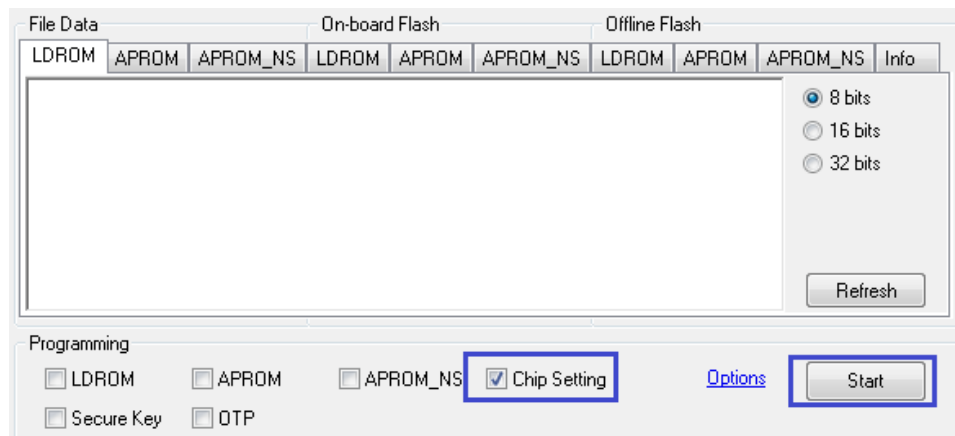 File Data On-board Flash Offline Flash
LDROM APROM APROM_NS LDROM APROM APROM_NS LDROM APROM APROM_NS Info
8 bits
16 bits
32 bits
Refresh
Programming
LDROM APROM APROM_NS Chip Setting Options Start
Secure Key OTP